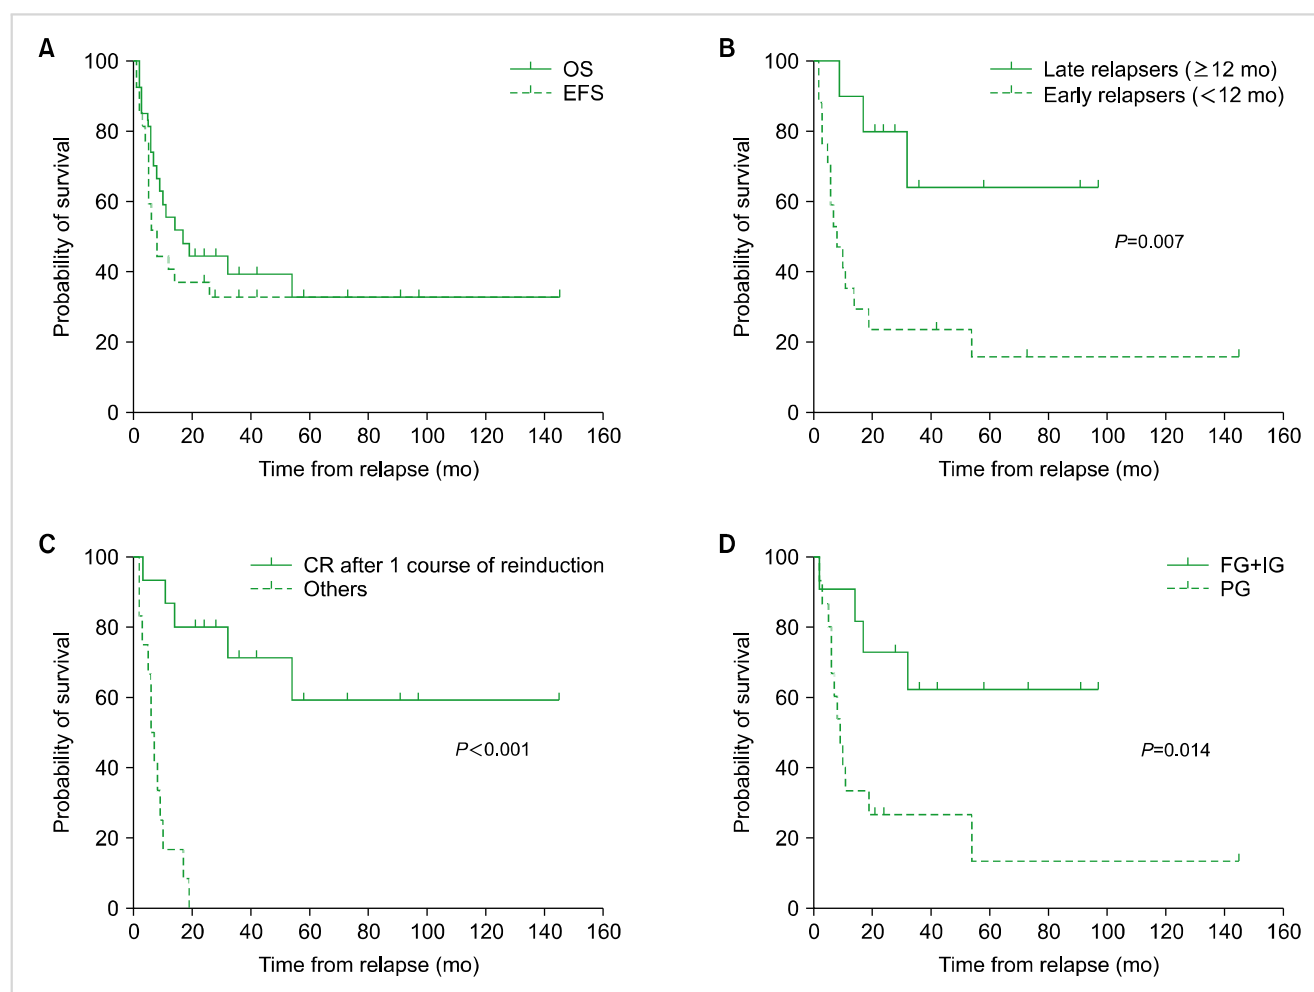 A
100
80
60
40
20
0
Probability of survival
OS
EFS
0 20 40 60 80 100 120 140 160
Time from relapse (mo)
B
100
80
60
40
20
0
Probability of survival
Late relapsers (≥12 mo)
Early relapsers (<12 mo)
P=0.007
0 20 40 60 80 100 120 140 160
Time from relapse (mo)
C
100
80
60
40
20
0
Probability of survival
CR after 1 course of reinduction
Others
P<0.001
0 20 40 60 80 100 120 140 160
Time from relapse (mo)
D
100
80
60
40
20
0
Probability of survival
FG+IG
PG
P=0.014
0 20 40 60 80 100 120 140 160
Time from relapse (mo)